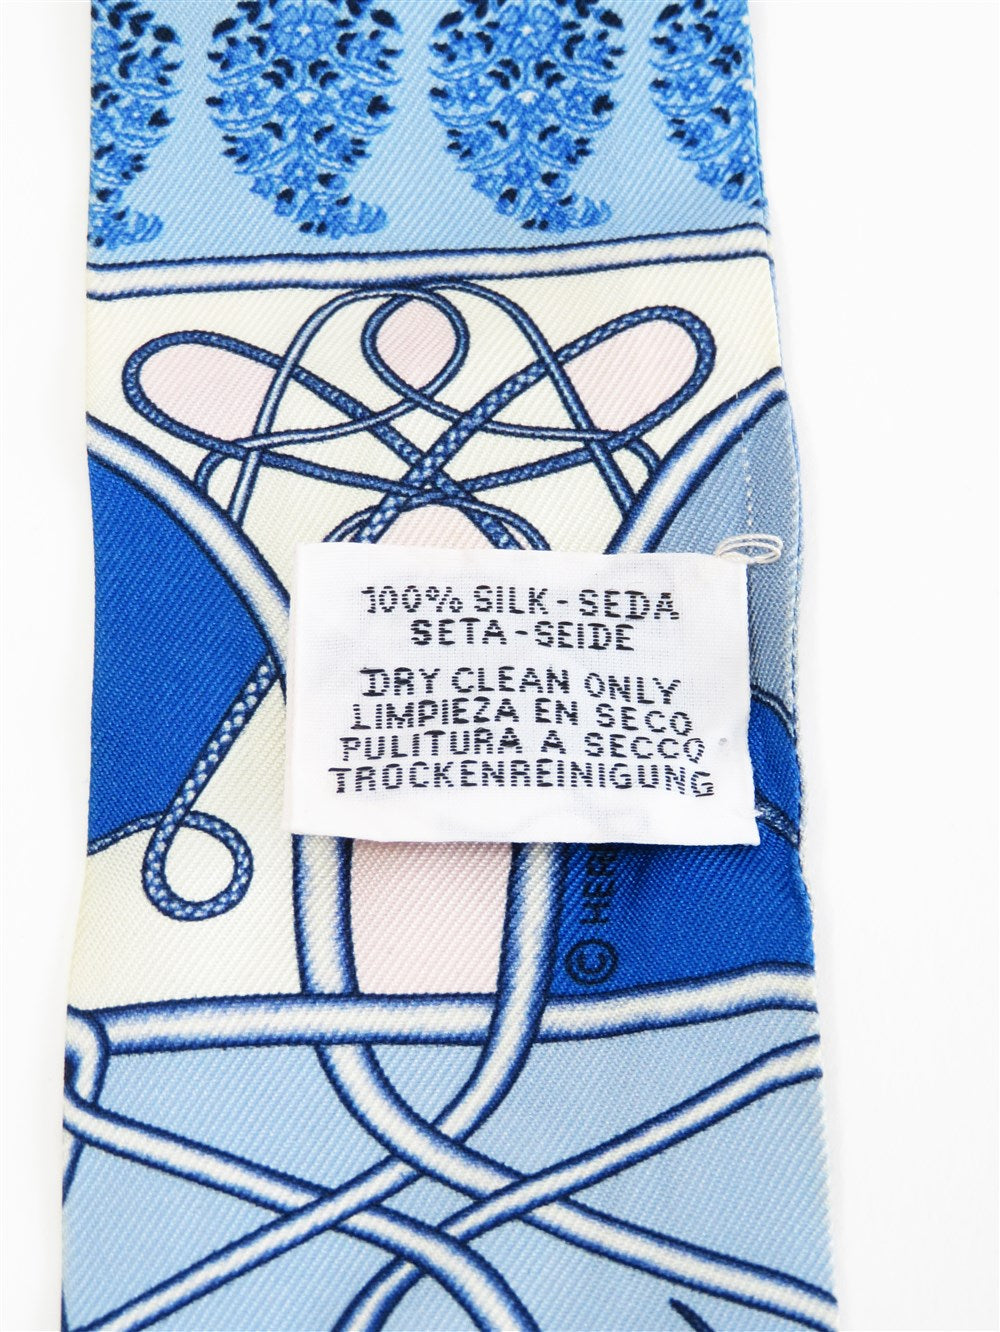 100% SILK - SEDA
SETA - SEIDE
DRY CLEAN ONLY
LIMPIEZA EN SECO
PULITURA A SECCO
TROCKENREINIGUNG
©